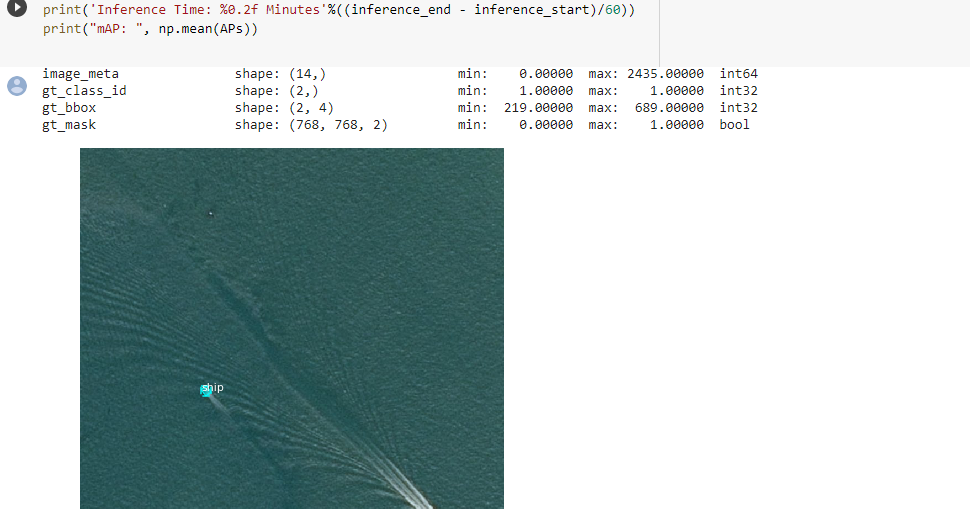 print('Inference Time: %0.2f Minutes'%((inference_end - inference_start)/60))
print("mAP: ", np.mean(APs))
image_meta shape: (14,) min: 0.00000 max: 2435.00000 int64
gt_class_id shape: (2,) min: 1.00000 max: 1.00000 int32
gt_bbox shape: (2, 4) min: 219.00000 max: 689.00000 int32
gt_mask shape: (768, 768, 2) min: 0.00000 max: 1.00000 bool
ship